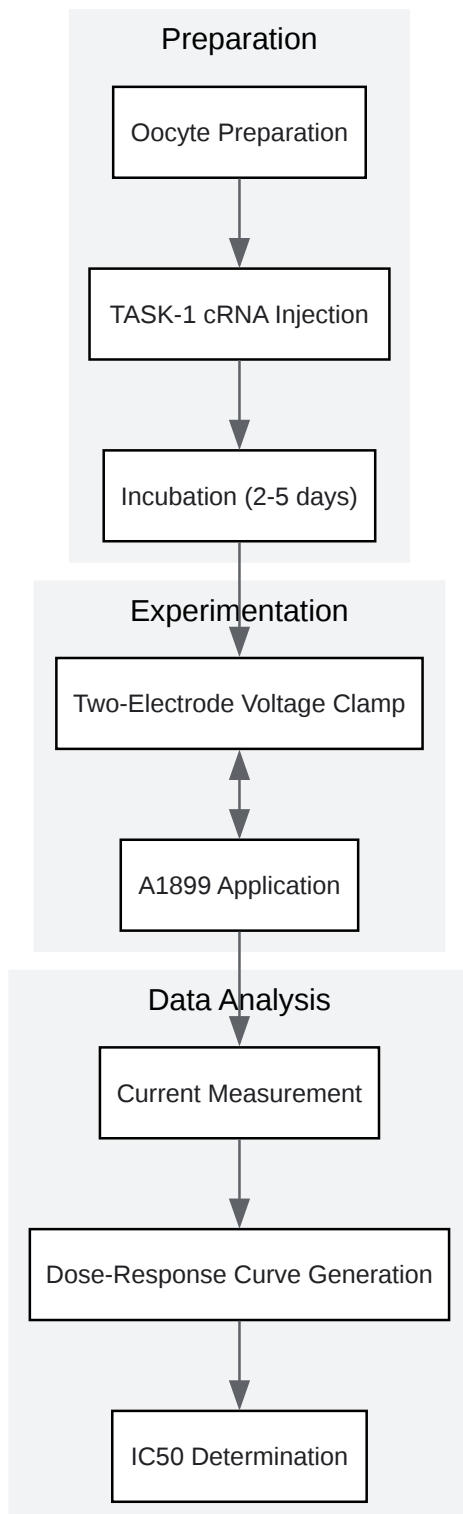 Preparation
Oocyte Preparation
TASK-1 cRNA Injection
Incubation (2-5 days)
Experimentation
Two-Electrode Voltage Clamp
A1899 Application
Data Analysis
Current Measurement
Dose-Response Curve Generation
IC50 Determination